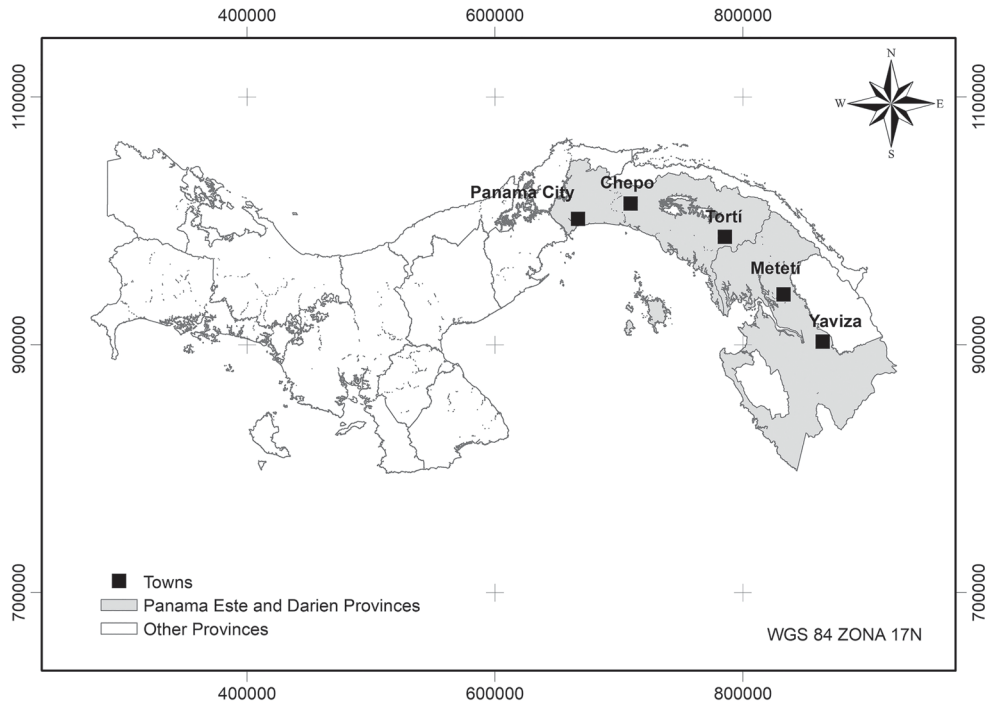 400000 600000 800000
1100000 1100000
N
W E
S
Panama City
Chepo
Tortí
Metetí
Yaviza
900000 900000
700000 700000
Towns
Panama Este and Darien Provinces
Other Provinces
WGS 84 ZONA 17N
400000 600000 800000